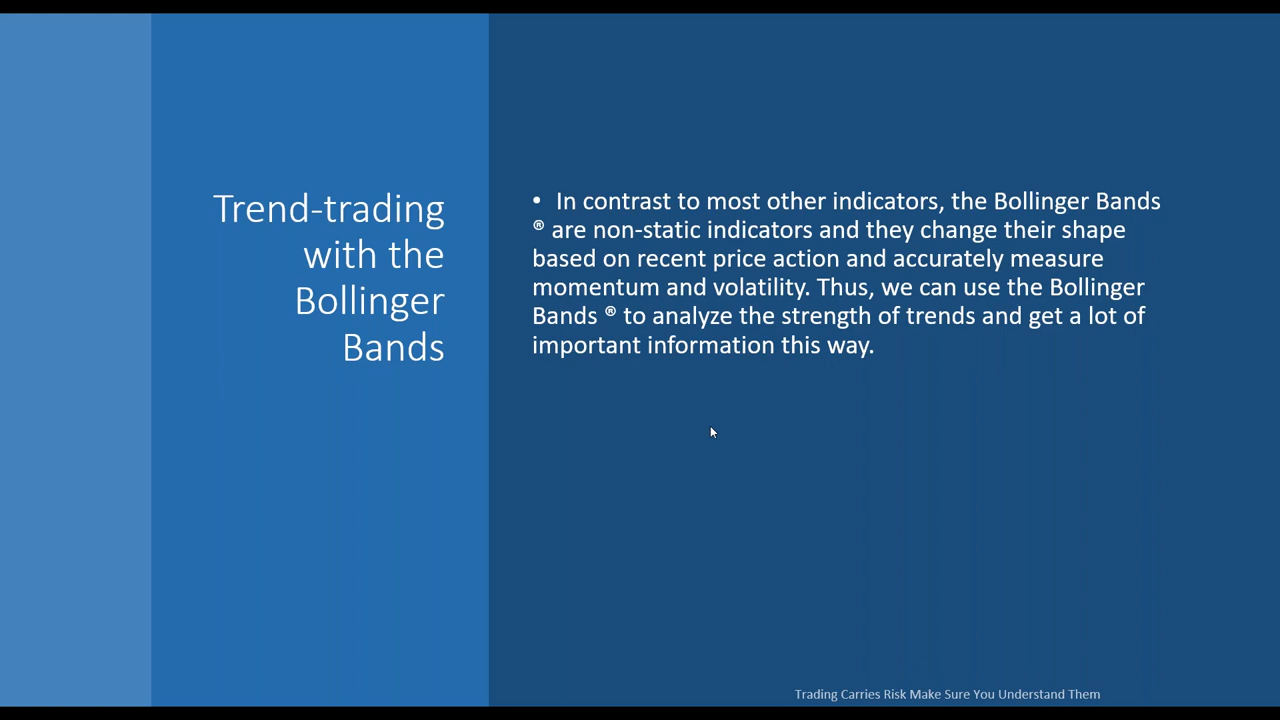 Trend-trading
with the
Bollinger
Bands
• In contrast to most other indicators, the Bollinger Bands
® are non-static indicators and they change their shape
based on recent price action and accurately measure
momentum and volatility. Thus, we can use the Bollinger
Bands ® to analyze the strength of trends and get a lot of
important information this way.
Trading Carries Risk Make Sure You Understand Them